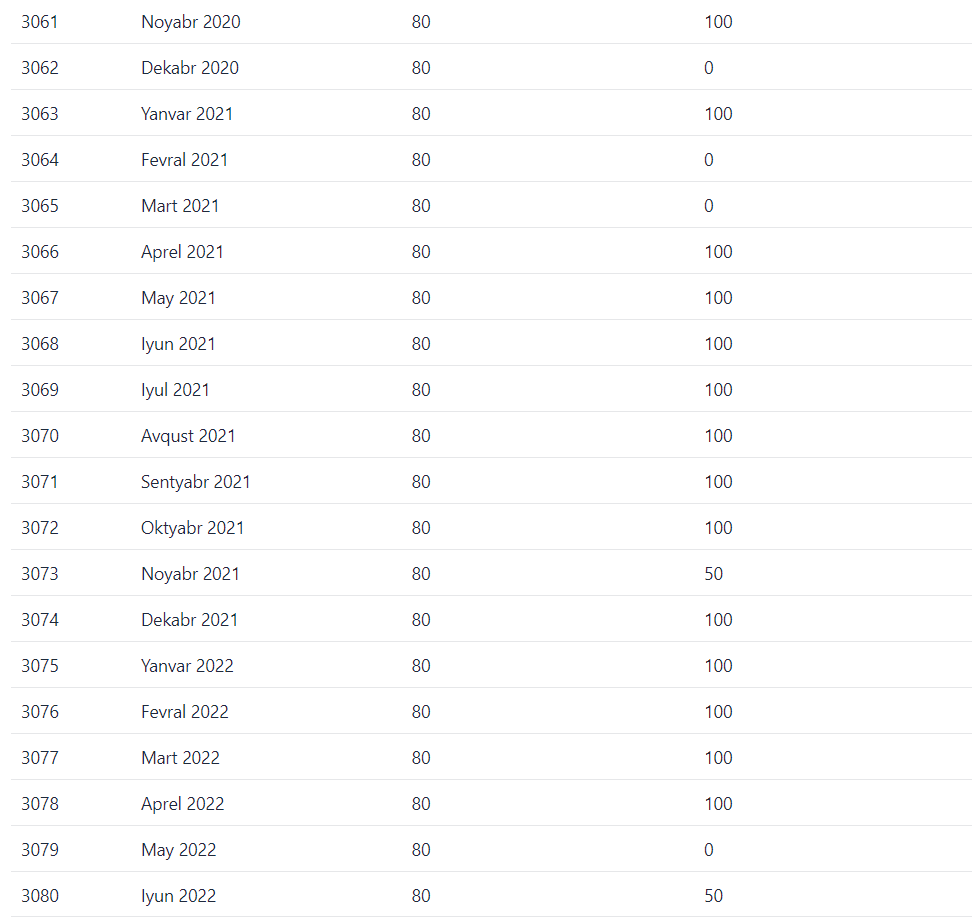 3061 Noyabr 2020 80 100
3062 Dekabr 2020 80 0
3063 Yanvar 2021 80 100
3064 Fevral 2021 80 0
3065 Mart 2021 80 0
3066 Aprel 2021 80 100
3067 May 2021 80 100
3068 Iyun 2021 80 100
3069 Iyul 2021 80 100
3070 Avqust 2021 80 100
3071 Sentyabr 2021 80 100
3072 Oktyabr 2021 80 100
3073 Noyabr 2021 80 50
3074 Dekabr 2021 80 100
3075 Yanvar 2022 80 100
3076 Fevral 2022 80 100
3077 Mart 2022 80 100
3078 Aprel 2022 80 100
3079 May 2022 80 0
3080 Iyun 2022 80 50